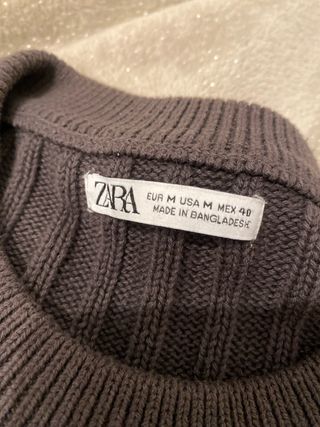 ZARA
EUR M USA M MEX 40
MADE IN BANGLADESH